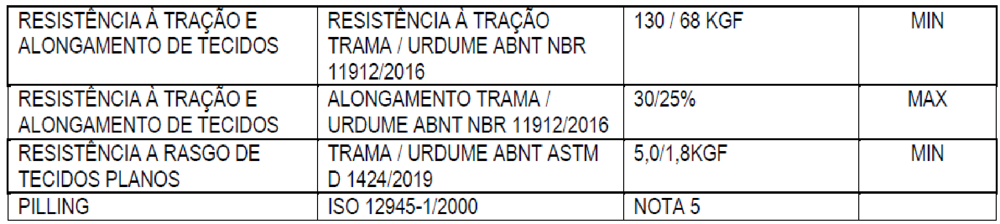 RESISTÊNCIA À TRAÇÃO E
ALONGAMENTO DE TECIDOS
RESISTÊNCIA À TRAÇÃO
TRAMA / URDUME ABNT NBR
11912/2016
130 / 68 KGF
MIN
RESISTÊNCIA À TRAÇÃO E
ALONGAMENTO DE TECIDOS
ALONGAMENTO TRAMA /
URDUME ABNT NBR 11912/2016
30/25%
MAX
RESISTÊNCIA A RASGO DE
TECIDOS PLANOS
TRAMA / URDUME ABNT ASTM
D 1424/2019
5,0/1,8KGF
MIN
PILLING
ISO 12945-1/2000
NOTA 5